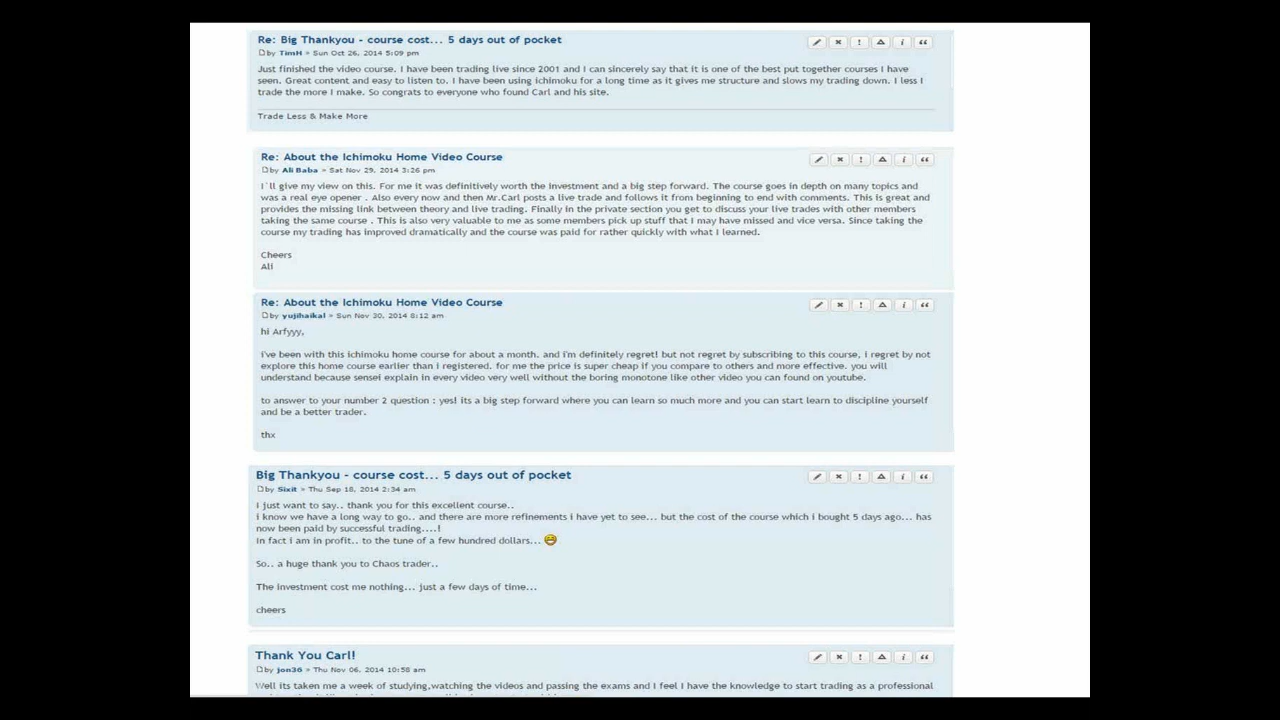 Re: Big Thankyou - course cost... 5 days out of pocket
by TimH » Sun Oct 26, 2014 5:09 pm
Just finished the video course. I have been trading live since 2001 and I can sincerely say that it is one of the best put together courses I have
seen. Great content and easy to listen to. I have been using ichimoku for a long time as it gives me structure and slows my trading down. I less I
trade the more I make. So congrats to everyone who found Carl and his site.
Trade Less & Make More
Re: About the Ichimoku Home Video Course
by Ali Baba » Sat Nov 29, 2014 3:26 pm
I`ll give my view on this. For me it was definitively worth the investment and a big step forward. The course goes in depth on many topics and
was a real eye opener . Also every now and then Mr.Carl posts a live trade and follows it from beginning to end with comments. This is great and
provides the missing link between theory and live trading. Finally in the private section you get to discuss your live trades with other members
taking the same course . This is also very valuable to me as some members pick up stuff that I may have missed and vice versa. Since taking the
course my trading has improved dramatically and the course was paid for rather quickly with what I learned.
Cheers
Ali
Re: About the Ichimoku Home Video Course
by yujihaikal » Sun Nov 30, 2014 8:12 am
hi Arfyyy,
i've been with this ichimoku home course for about a month. and i'm definitely regret! but not regret by subscribing to this course, i regret by not
explore this home course earlier than i registered. for me the price is super cheap if you compare to others and more effective. you will
understand because sensei explain in every video very well without the boring monotone like other video you can found on youtube.
to answer to your number 2 question : yes! its a big step forward where you can learn so much more and you can start learn to discipline yourself
and be a better trader.
thx
Big Thankyou - course cost... 5 days out of pocket
by Sixit » Thu Sep 18, 2014 2:34 am
I just want to say.. thank you for this excellent course..
i know we have a long way to go.. and there are more refinements i have yet to see... but the cost of the course which i bought 5 days ago... has
now been paid by successful trading....!
In fact i am in profit.. to the tune of a few hundred dollars...
So.. a huge thank you to Chaos trader..
The investment cost me nothing... just a few days of time...
cheers
Thank You Carl!
by jon36 » Thu Nov 06, 2014 10:58 am
Well its taken me a week of studying,watching the videos and passing the exams and I feel I have the knowledge to start trading as a professional